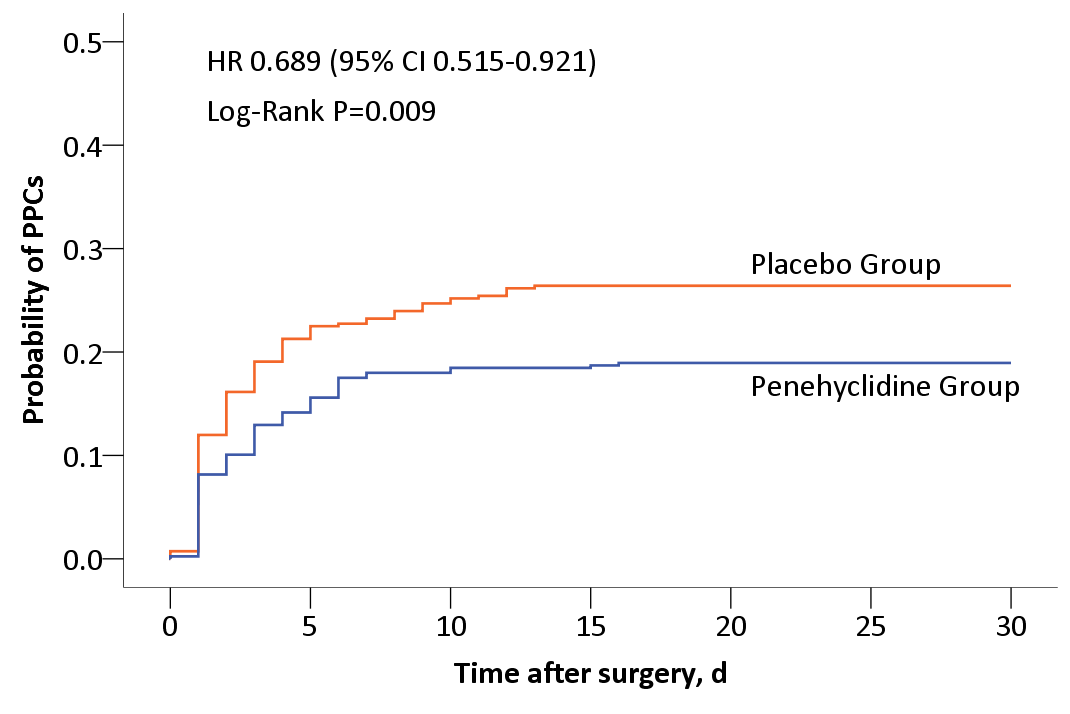 HR 0.689 (95% CI 0.515-0.921)
Log-Rank P=0.009
Probability of PPCs
0.5
0.4
0.3
0.2
0.1
0.0
Placebo Group
Penehyclidine Group
0 5 10 15 20 25 30
Time after surgery, d